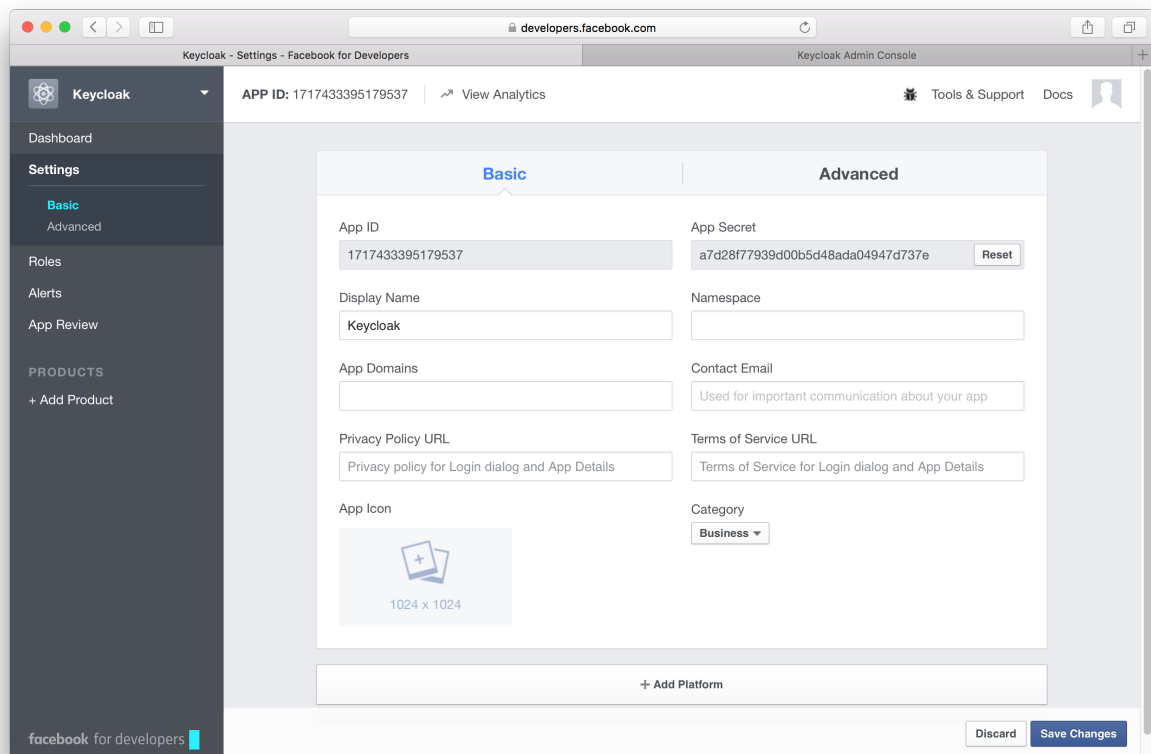 developers.facebook.com
Keycloak - Settings - Facebook for Developers
Keycloak Admin Console
Keycloak
APP ID: 1717433395179537
View Analytics
Tools & Support
Docs
Dashboard
Settings
Basic
Advanced
Roles
Alerts
App Review
PRODUCTS
+ Add Product
facebook for developers
Basic
Advanced
App ID
1717433395179537
App Secret
a7d28f77939d00b5d48ada04947d737e
Reset
Display Name
Keycloak
Namespace
App Domains
Contact Email
Used for important communication about your app
Privacy Policy URL
Privacy policy for Login dialog and App Details
Terms of Service URL
Terms of Service for Login dialog and App Details
App Icon
1024 x 1024
Category
Business
+ Add Platform
Discard
Save Changes